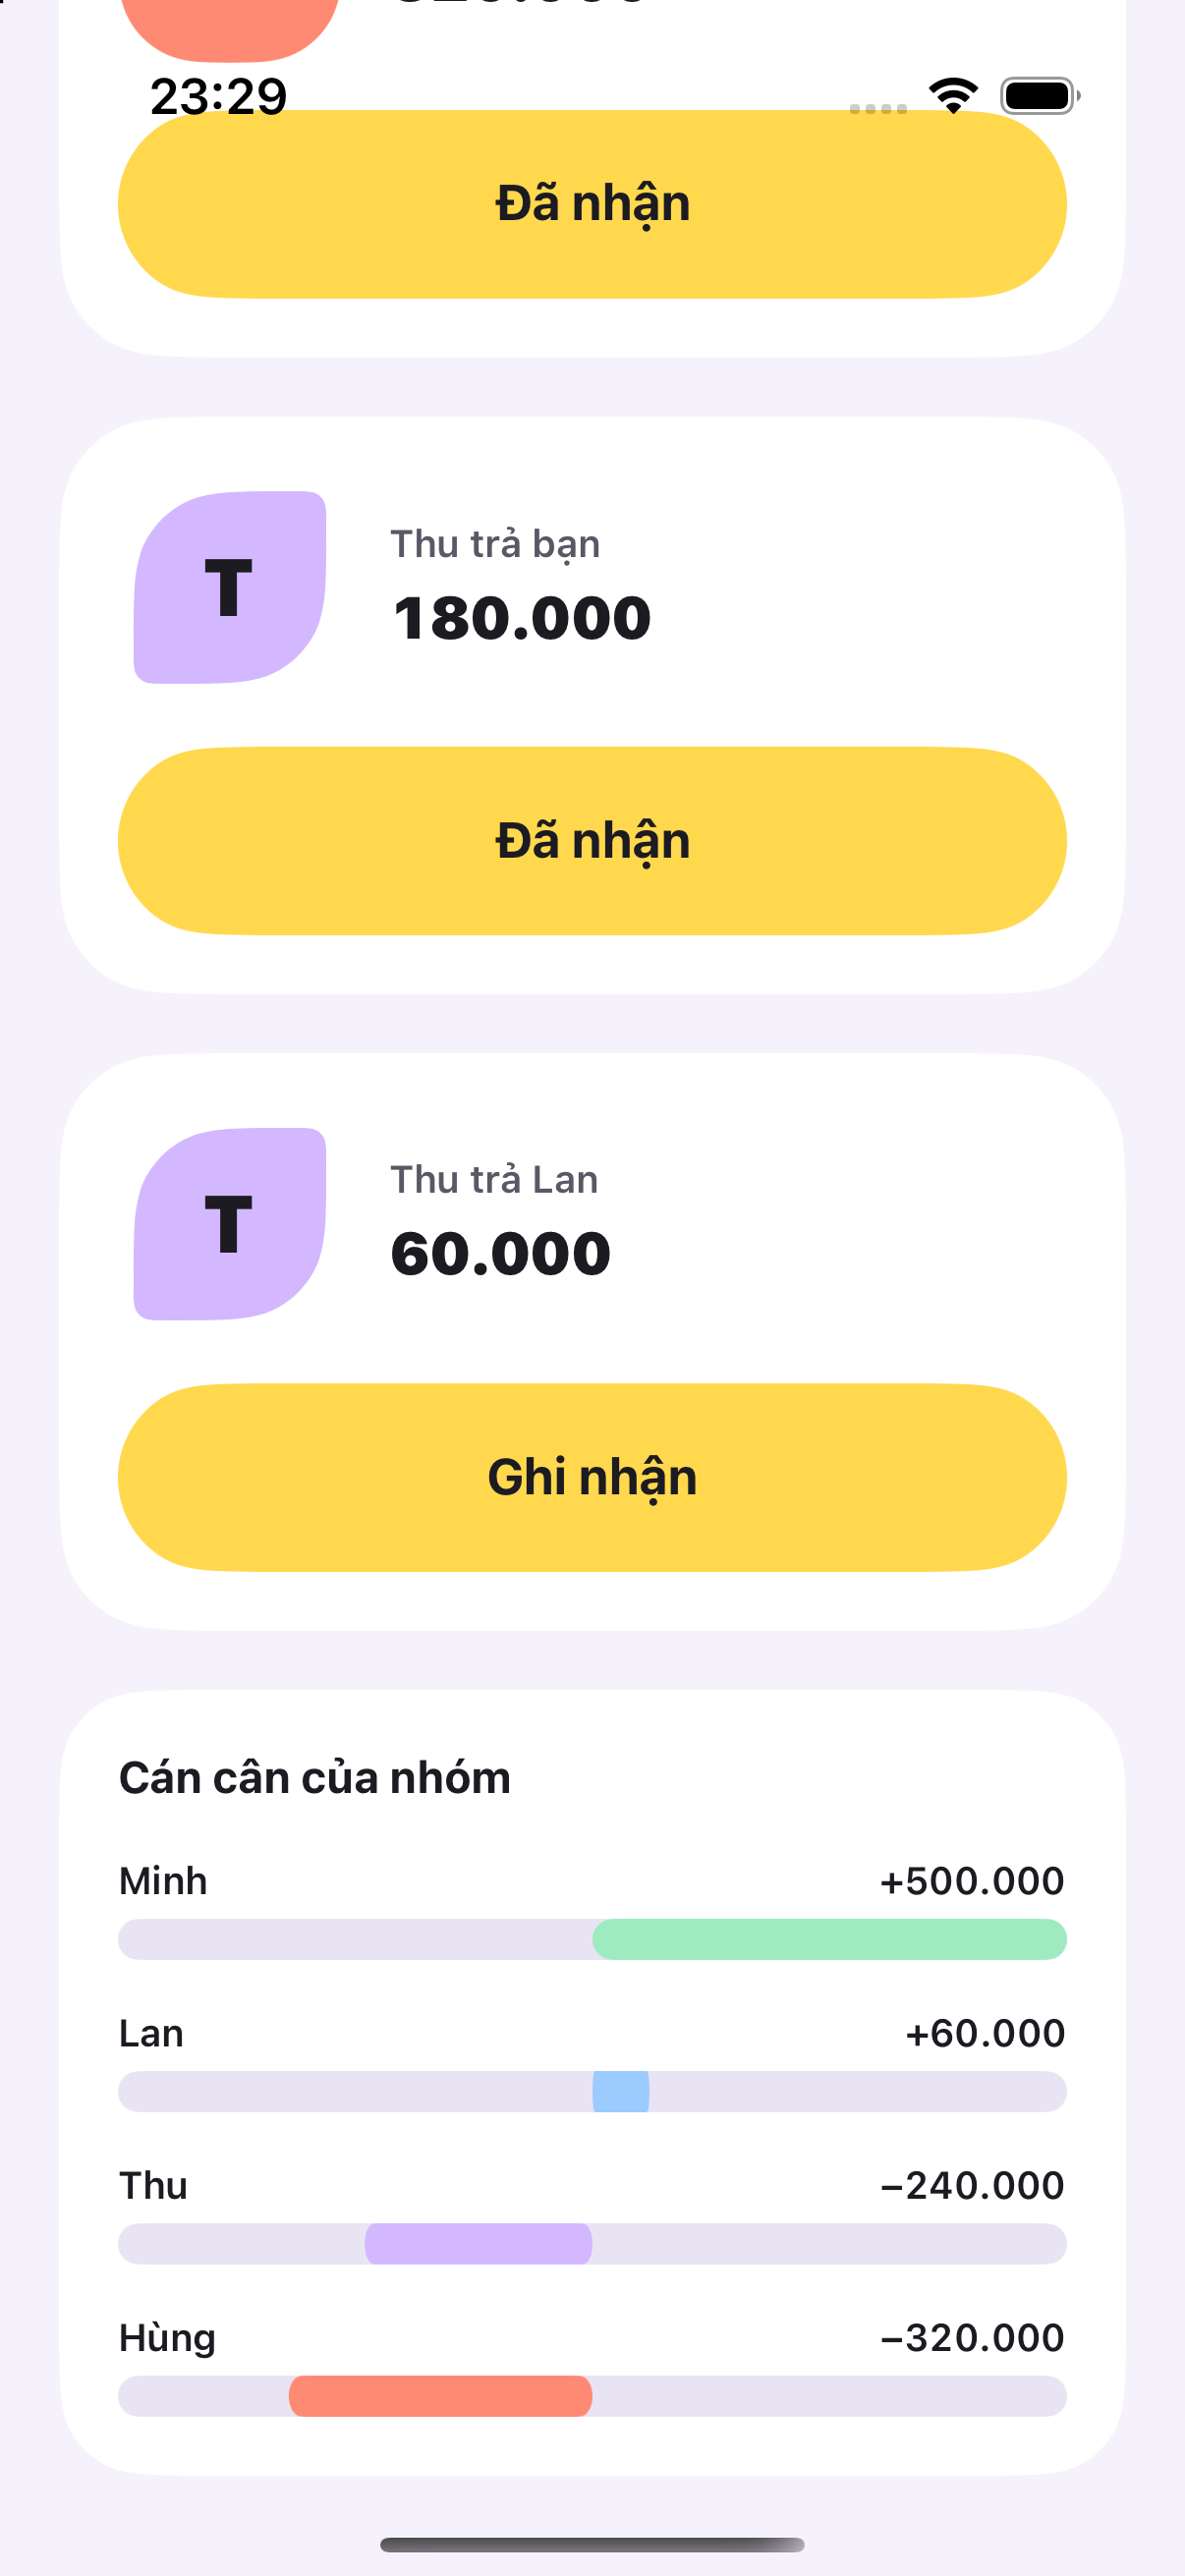 23:29
Đã nhận
T
Thu trả bạn
180.000
Đã nhận
T
Thu trả Lan
60.000
Ghi nhận
Cán cân của nhóm
Minh +500.000
Lan +60.000
Thu −240.000
Hùng −320.000